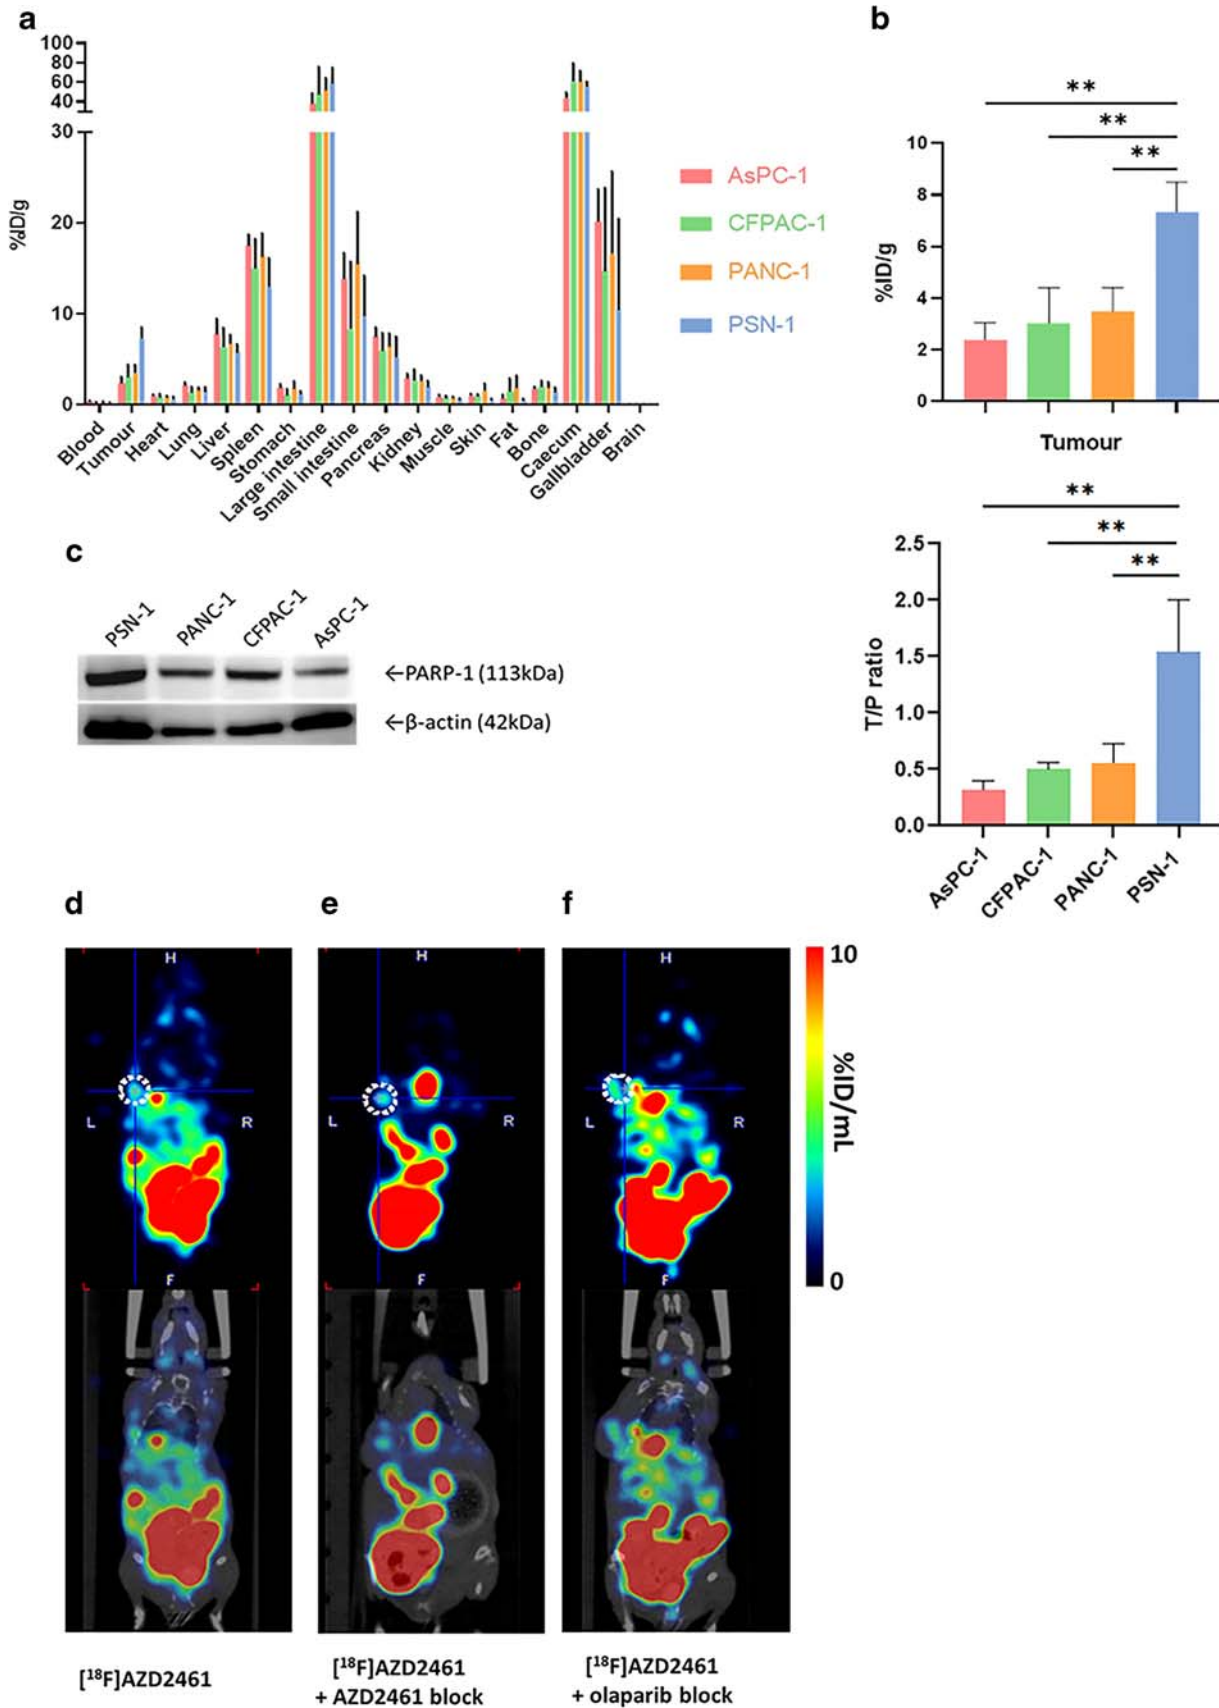 a
100
80
60
40
30
20
10
0
%ID/g
Blood
Tumour
Heart
Lung
Liver
Spleen
Stomach
Large intestine
Small intestine
Pancreas
Kidney
Muscle
Skin
Fat
Bone
Caecum
Gallbladder
Brain
AsPC-1
CFPAC-1
PANC-1
PSN-1
b
**
**
**
10
8
6
4
2
0
%ID/g
Tumour
**
**
**
2.5
2.0
1.5
1.0
0.5
0.0
T/P ratio
AsPC-1
CFPAC-1
PANC-1
PSN-1
c
PSN-1
PANC-1
CFPAC-1
AsPC-1
←PARP-1 (113kDa)
←β-actin (42kDa)
d
H
L
R
F
[¹⁸F]AZD2461
e
H
L
R
F
[¹⁸F]AZD2461
+ AZD2461 block
f
H
L
R
F
[¹⁸F]AZD2461
+ olaparib block
10
%ID/mL
0